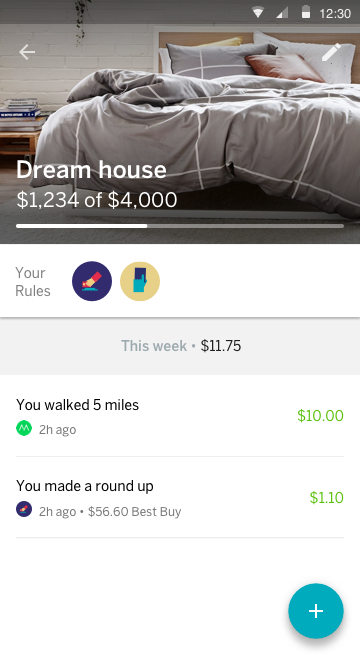 12:30
Dream house
$1,234 of $4,000
Your
Rules
This week • $11.75
You walked 5 miles
$10.00
2h ago
You made a round up
$1.10
2h ago • $56.60 Best Buy